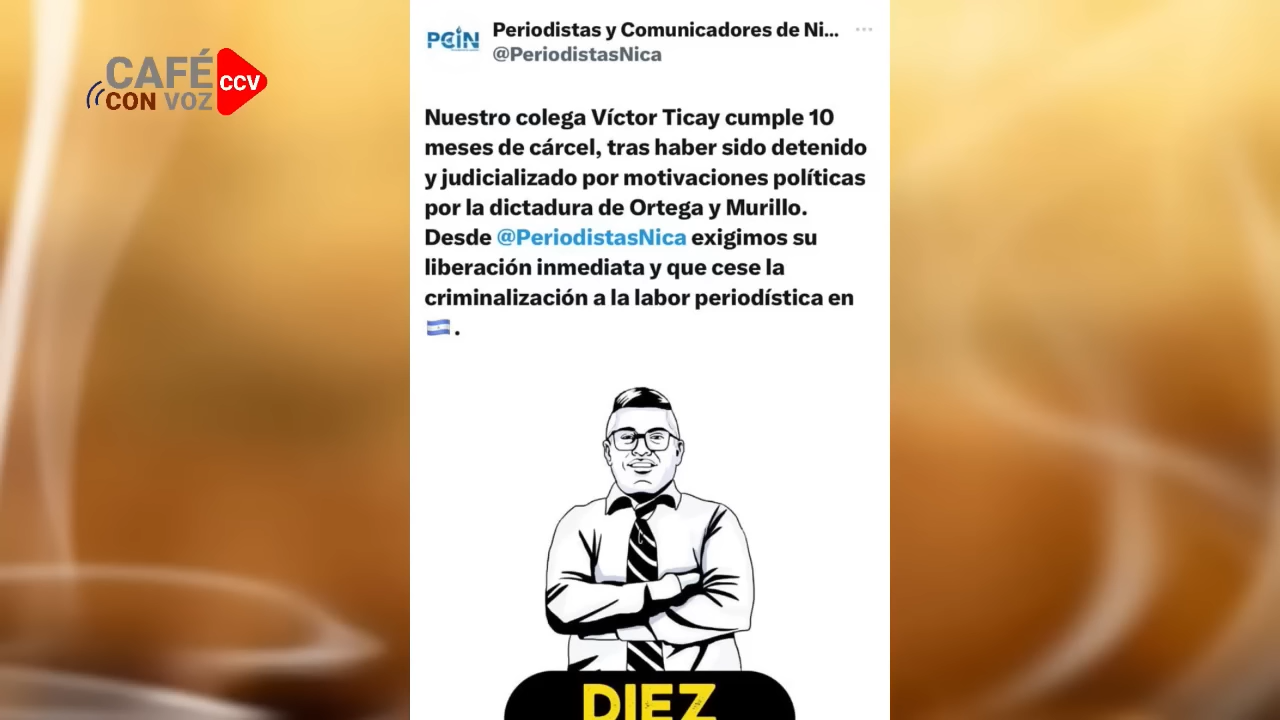 CAFÉ
CON VOZ
CCV
PCIN
Periodistas y Comunicadores de Ni...
@PeriodistasNica
Nuestro colega Víctor Ticay cumple 10
meses de cárcel, tras haber sido detenido
y judicializado por motivaciones políticas
por la dictadura de Ortega y Murillo.
Desde @PeriodistasNica exigimos su
liberación inmediata y que cese la
criminalización a la labor periodística en
🇳🇮 .
DIEZ